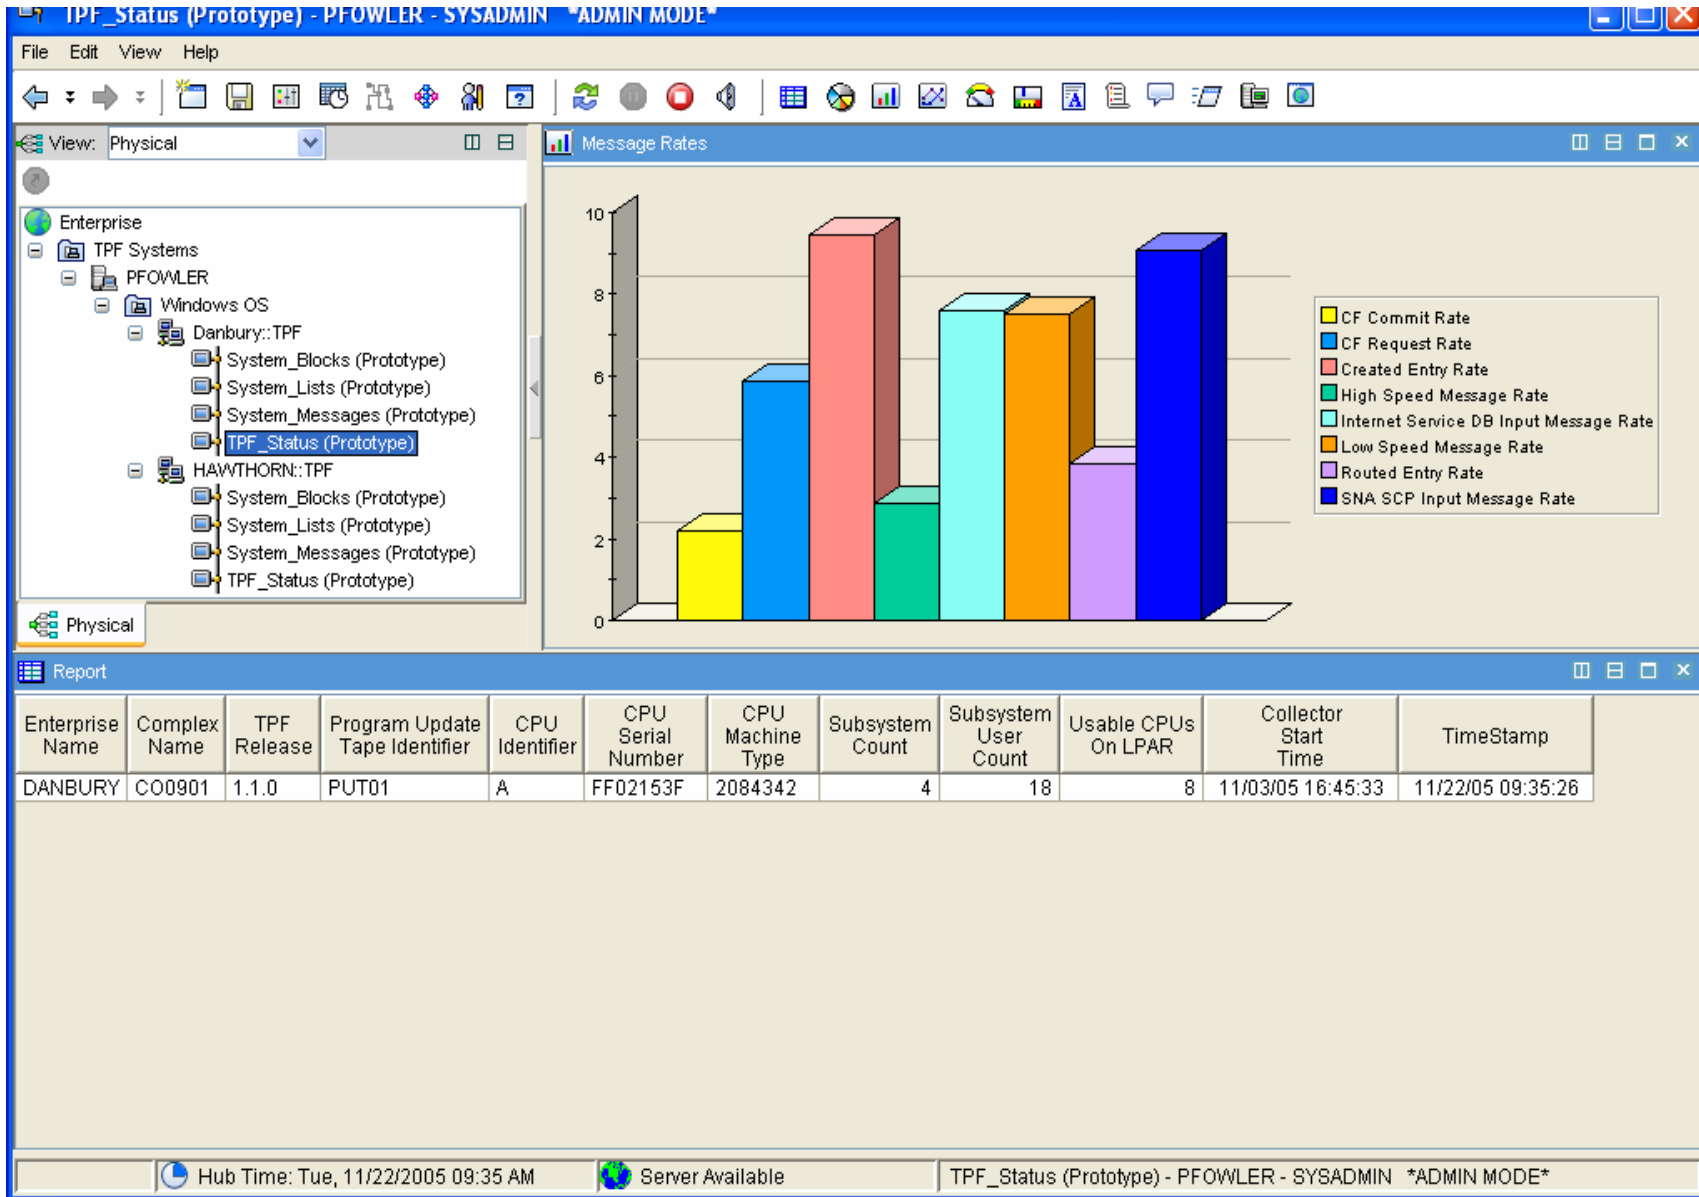 TPF_Status (Prototype) - PFOWLER - SYSADMIN *ADMIN MODE*
File Edit View Help
View: Physical
Enterprise
TPF Systems
PFOWLER
Windows OS
Danbury::TPF
System_Blocks (Prototype)
System_Lists (Prototype)
System_Messages (Prototype)
TPF_Status (Prototype)
HAWTHORN::TPF
System_Blocks (Prototype)
System_Lists (Prototype)
System_Messages (Prototype)
TPF_Status (Prototype)
Physical
Message Rates
10
8
6
4
2
0
CF Commit Rate
CF Request Rate
Created Entry Rate
High Speed Message Rate
Internet Service DB Input Message Rate
Low Speed Message Rate
Routed Entry Rate
SNA SCP Input Message Rate
Report
Enterprise Name Complex Name TPF Release Program Update Tape Identifier CPU Identifier CPU Serial Number CPU Machine Type Subsystem Count Subsystem User Count Usable CPUs On LPAR Collector Start Time TimeStamp
DANBURY CO0901 1.1.0 PUT01 A FF02153F 2084342 4 18 8 11/03/05 16:45:33 11/22/05 09:35:26
Hub Time: Tue, 11/22/2005 09:35 AM Server Available TPF_Status (Prototype) - PFOWLER - SYSADMIN *ADMIN MODE*